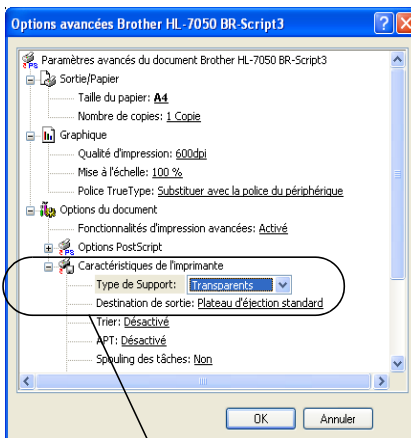 Options avancées Brother HL-7050 BR-Script3
Paramètres avancés du document Brother HL-7050 BR-Script3
Sortie/Papier
Taille du papier: A4
Nombre de copies: 1 Copie
Graphique
Qualité d'impression: 600dpi
Mise à l'échelle: 100 %
Police TrueType: Substituer avec la police du périphérique
Options du document
Fonctionnalités d'impression avancées: Activé
Options PostScript
Caractéristiques de l'imprimante
Type de Support: Transparents
Destination de sortie: Plateau d'éjection standard
Trier: Désactivé
APT: Désactivé
Spouling des tâches: Non
OK Annuler